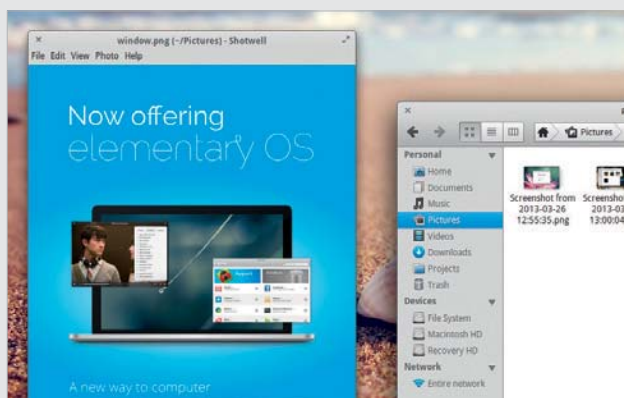 window.png (~/Pictures) - Shotwell
File Edit View Photo Help
Now offering
elementary OS
A new way to computer
Pictures
Personal
Home
Documents
Music
Pictures
Videos
Downloads
Projects
Trash
Devices
File System
Macintosh HD
Recovery HD
Network
Entire network
Screenshot from
2013-03-26
12:55:35.png
Screenshot
2013-03
13:00:04